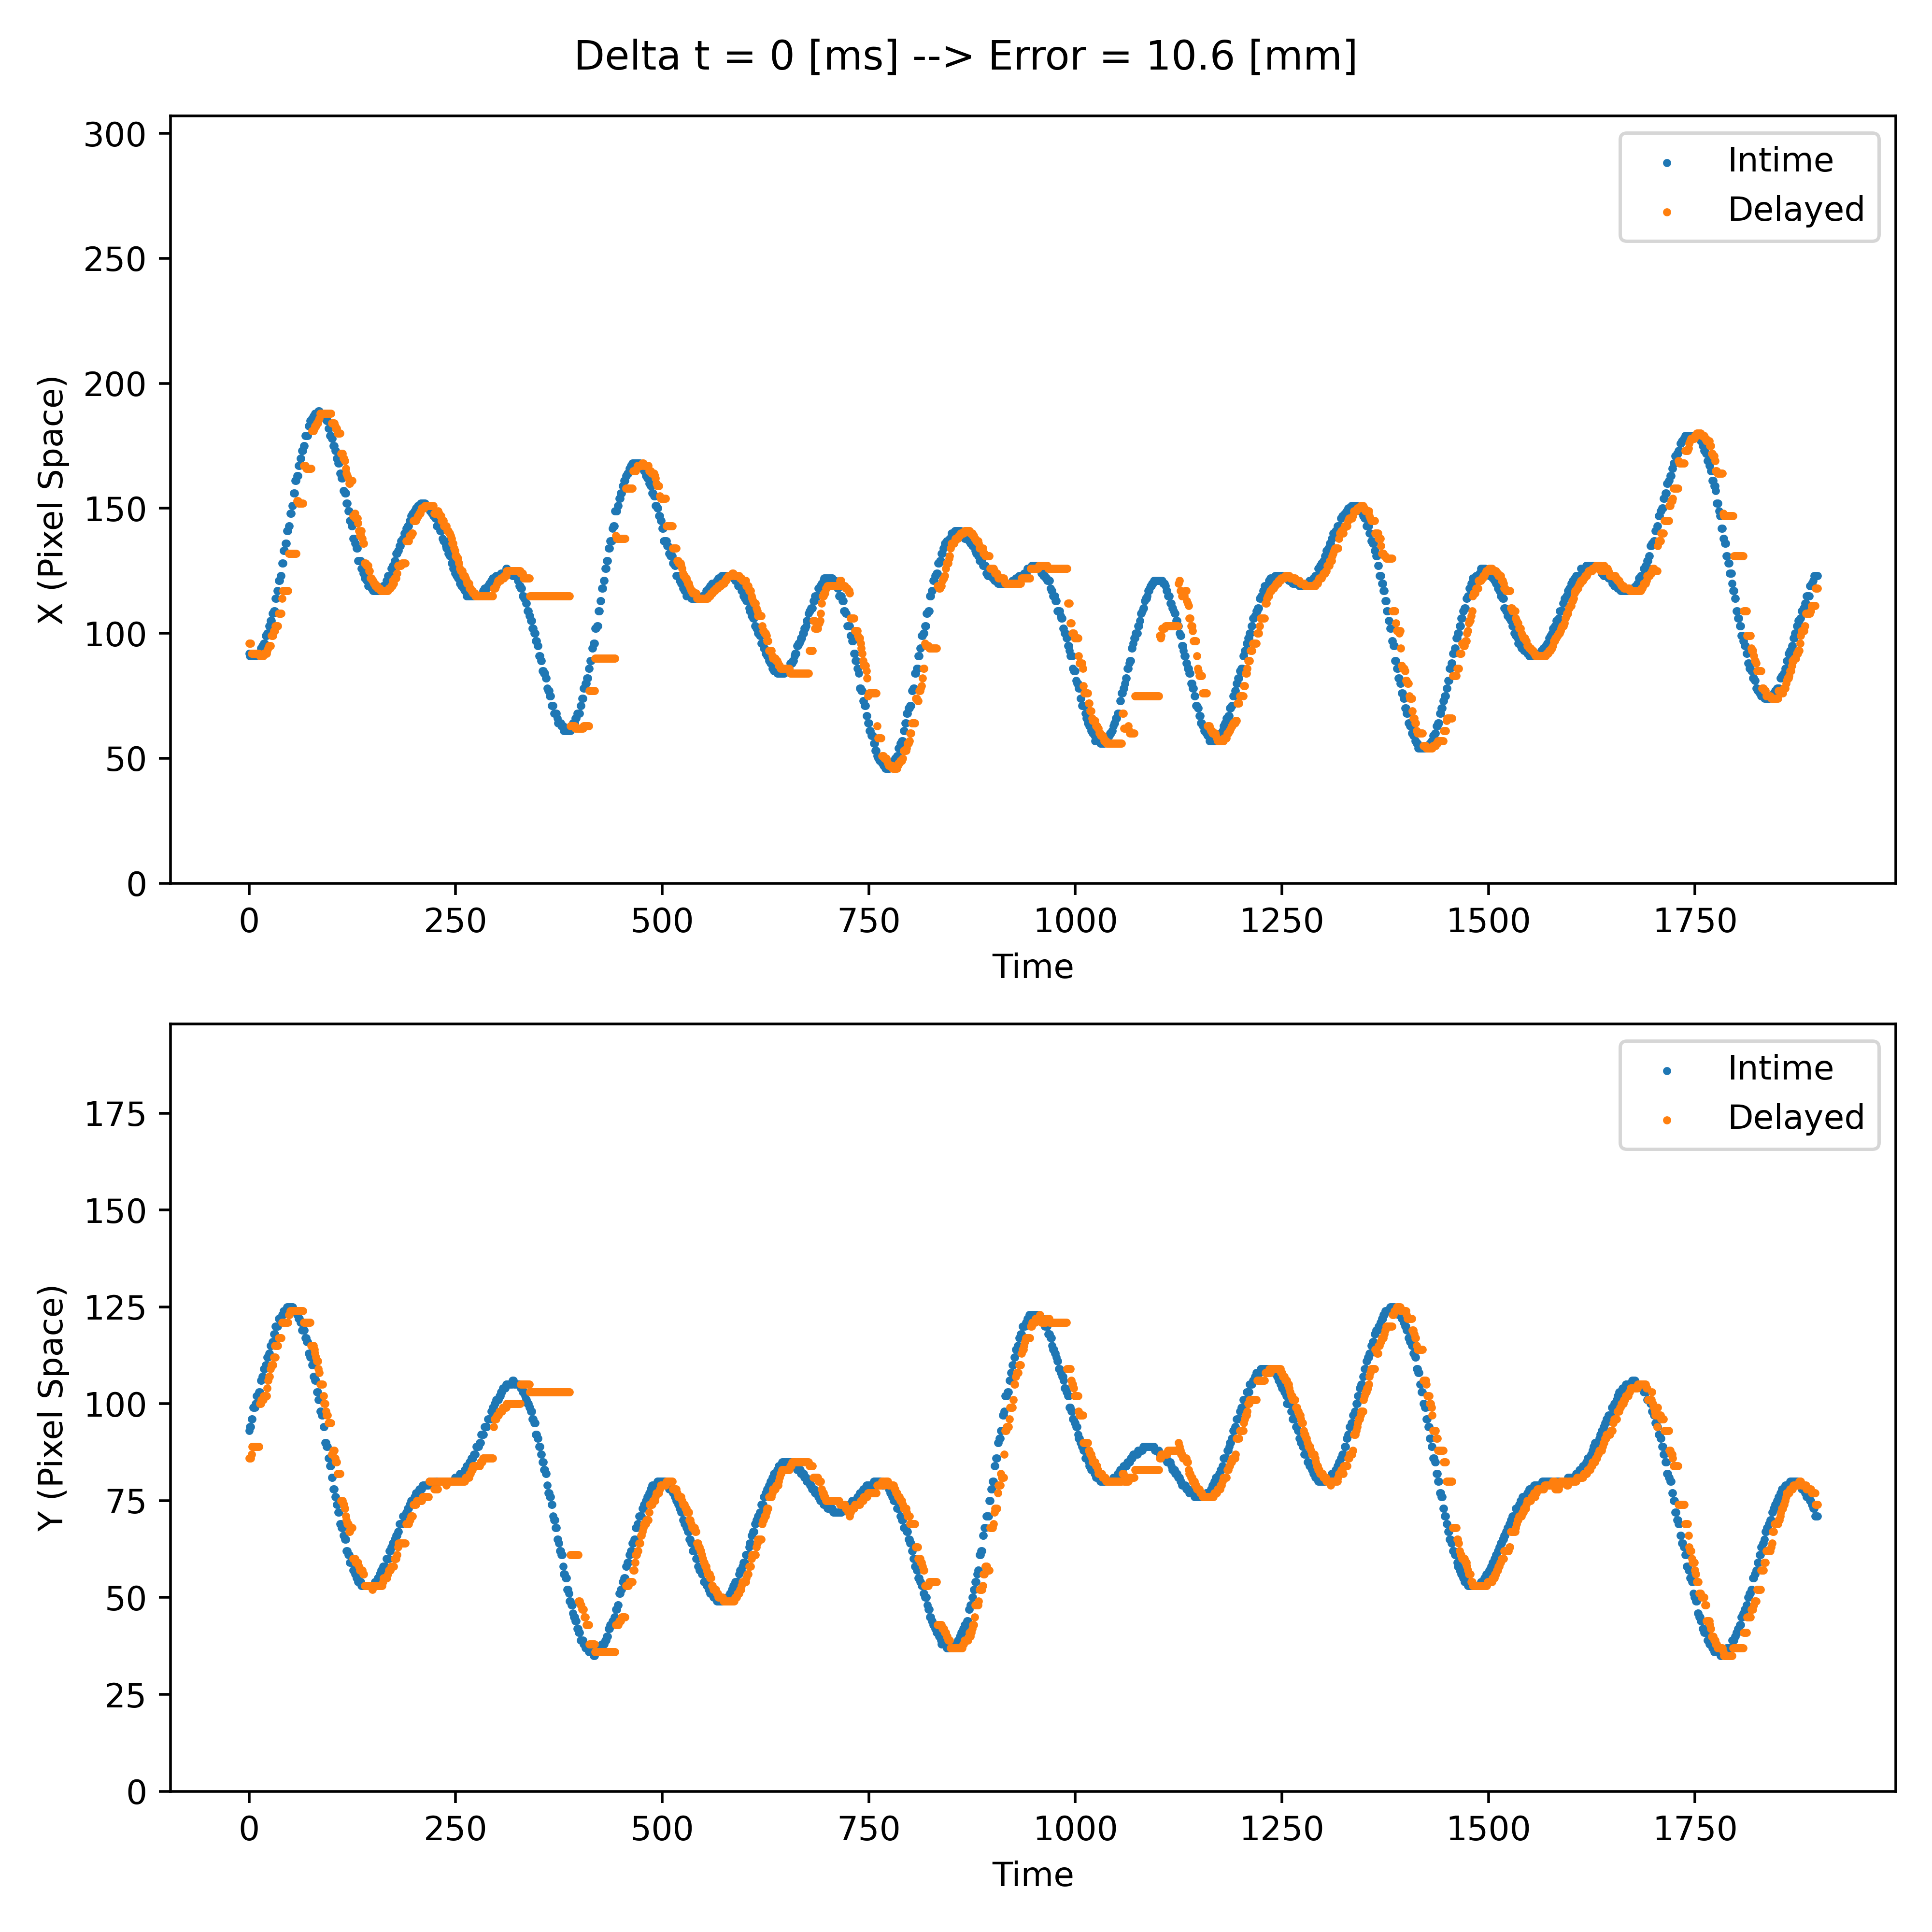 Delta t = 0 [ms] --> Error = 10.6 [mm]
300
250
200
150
100
50
0
X (Pixel Space)
Intime
Delayed
0 250 500 750 1000 1250 1500 1750
Time
175
150
125
100
75
50
25
0
Y (Pixel Space)
Intime
Delayed
0 250 500 750 1000 1250 1500 1750
Time